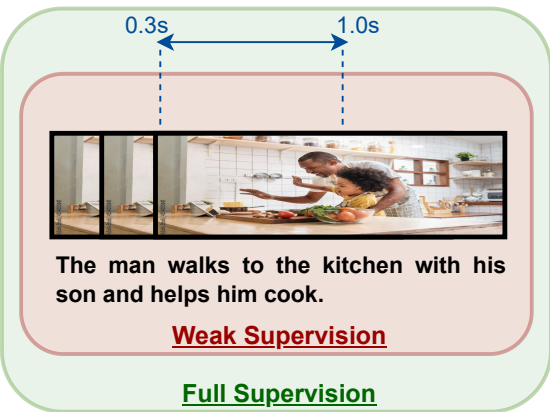 0.3s 1.0s
The man walks to the kitchen with his
son and helps him cook.
Weak Supervision
Full Supervision